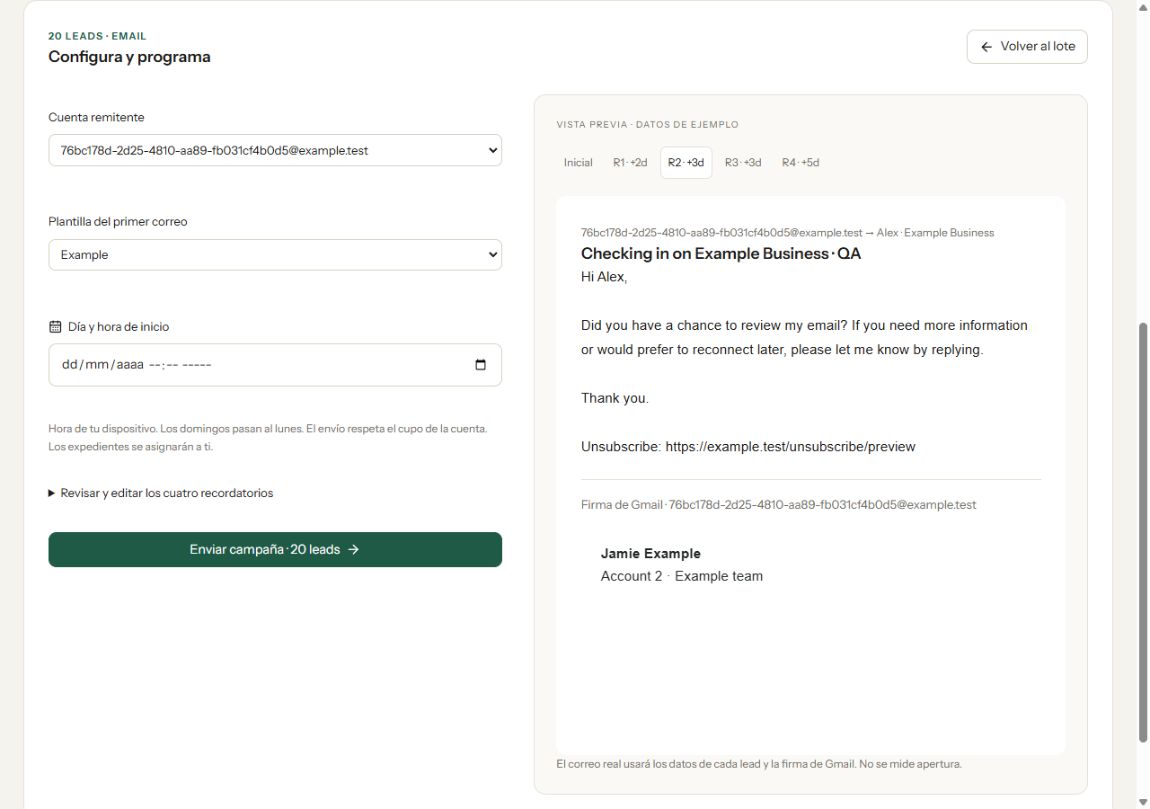 20 LEADS · EMAIL
Configura y programa
← Volver al lote
Cuenta remitente
76bc178d-2d25-4810-aa89-fb031cf4b0d5@example.test
Plantilla del primer correo
Example
Día y hora de inicio
dd/mm/aaaa --:-- -----
Hora de tu dispositivo. Los domingos pasan al lunes. El envío respeta el cupo de la cuenta.
Los expedientes se asignarán a ti.
Revisar y editar los cuatro recordatorios
Enviar campaña · 20 leads →
VISTA PREVIA · DATOS DE EJEMPLO
Inicial R1 · +2d R2 · +3d R3 · +3d R4 · +5d
76bc178d-2d25-4810-aa89-fb031cf4b0d5@example.test → Alex · Example Business
Checking in on Example Business · QA
Hi Alex,
Did you have a chance to review my email? If you need more information
or would prefer to reconnect later, please let me know by replying.
Thank you.
Unsubscribe: https://example.test/unsubscribe/preview
Firma de Gmail · 76bc178d-2d25-4810-aa89-fb031cf4b0d5@example.test
Jamie Example
Account 2 · Example team
El correo real usará los datos de cada lead y la firma de Gmail. No se mide apertura.